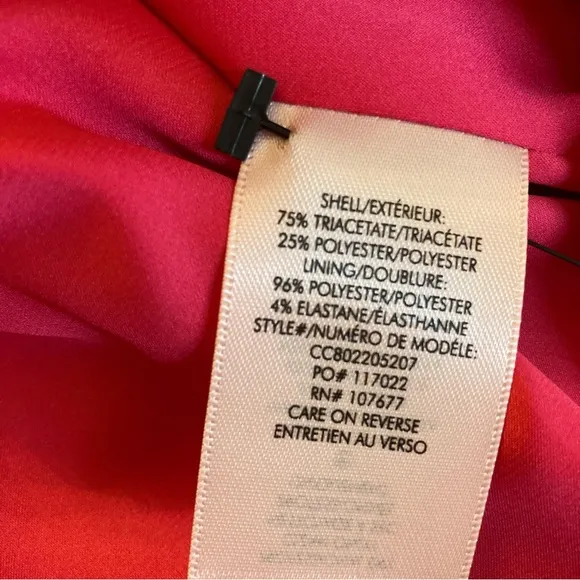 SHELL/EXTÉRIEUR:
75% TRIACETATE/TRIACÉTATE
25% POLYESTER/POLYESTER
LINING/DOUBLURE:
96% POLYESTER/POLYESTER
4% ELASTANE/ÉLASTHANNE
STYLE#/NUMÉRO DE MODÉLE:
CC802205207
PO# 117022
RN# 107677
CARE ON REVERSE
ENTRETIEN AU VERSO